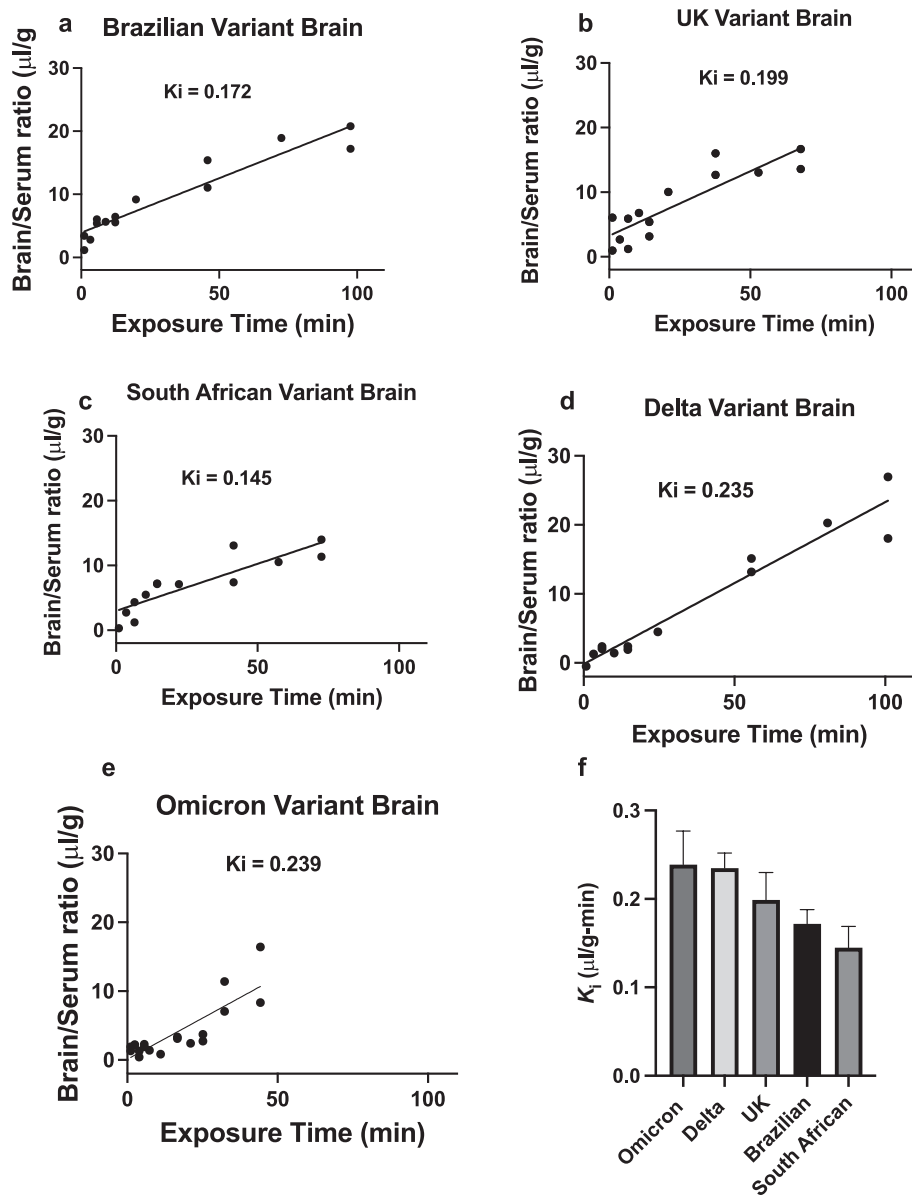 a Brazilian Variant Brain
Brain/Serum ratio (µl/g
30
20
10
0
Ki = 0.172
0 50 100
Exposure Time (min)
b UK Variant Brain
Brain/Serum ratio (µl/g)
30
20
10
0
Ki = 0.199
0 50 100
Exposure Time (min)
c South African Variant Brain
Brain/Serum ratio (µl/g)
30
20
10
0
Ki = 0.145
0 50 100
Exposure Time (min)
d Delta Variant Brain
Brain/Serum ratio (µl/g)
30
20
10
0
Ki = 0.235
0 50 100
Exposure Time (min)
e
Omicron Variant Brain
Brain/Serum ratio (µl/g)
30
20
10
0
Ki = 0.239
0 50 100
Exposure Time (min)
f
Ki (µl/g-min)
0.3
0.2
0.1
0.0
Omicron
Delta
UK
Brazilian
South African